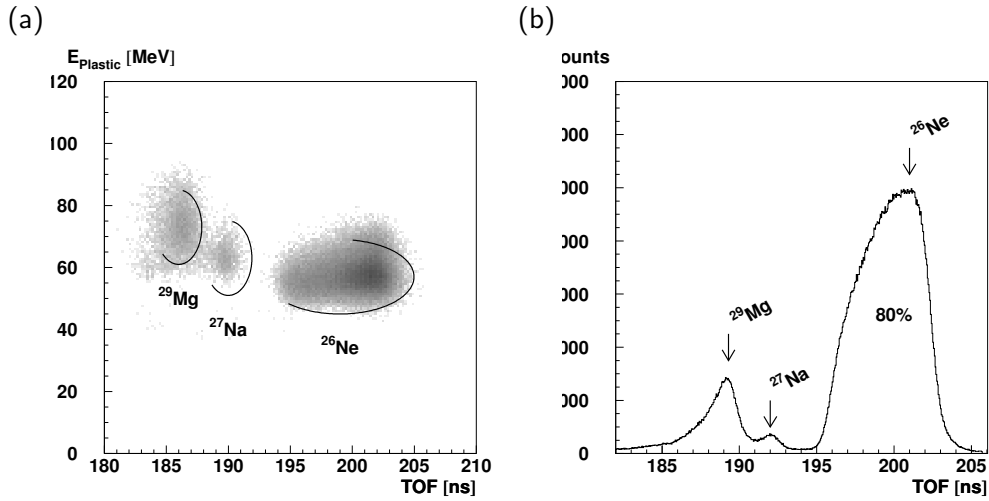 (a)
(b)
E_Plastic [MeV]
120
100
80
60
40
20
0
²⁹Mg
²⁷Na
²⁶Ne
180 185 190 195 200 205 210
TOF [ns]
ounts
000
000
000
000
000
000
000
0
²⁹Mg
²⁷Na
²⁶Ne
80%
185 190 195 200 205
TOF [ns]